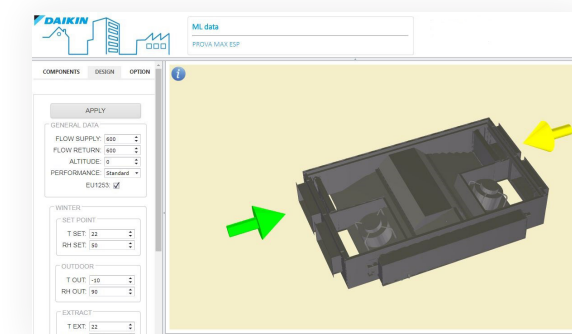 DAIKIN
ML data
PROVA MAX ESP
COMPONENTS DESIGN OPTION
i
APPLY
GENERAL DATA
FLOW SUPPLY: 600
FLOW RETURN: 600
ALTITUDE: 0
PERFORMANCE: Standard
EU1253:
WINTER
SET POINT
T SET: 22
RH SET: 50
OUTDOOR
T OUT: -10
RH OUT: 90
EXTRACT
T EXT: 22